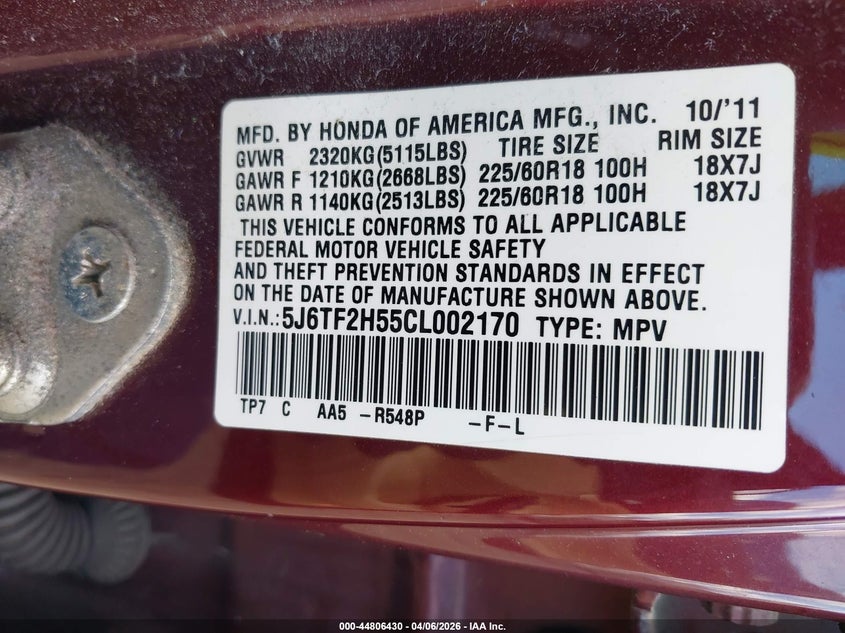 MFD. BY HONDA OF AMERICA MFG., INC. 10/'11
GVWR 2320KG(5115LBS) TIRE SIZE RIM SIZE
GAWR F 1210KG(2668LBS) 225/60R18 100H 18X7J
GAWR R 1140KG(2513LBS) 225/60R18 100H 18X7J
THIS VEHICLE CONFORMS TO ALL APPLICABLE
FEDERAL MOTOR VEHICLE SAFETY
AND THEFT PREVENTION STANDARDS IN EFFECT
ON THE DATE OF MANUFACTURE SHOWN ABOVE.
V.I.N.:5J6TF2H55CL002170 TYPE: MPV
TP7 C AA5 -R548P -F-L
000-44806430 - 04/06/2026 - IAA Inc.